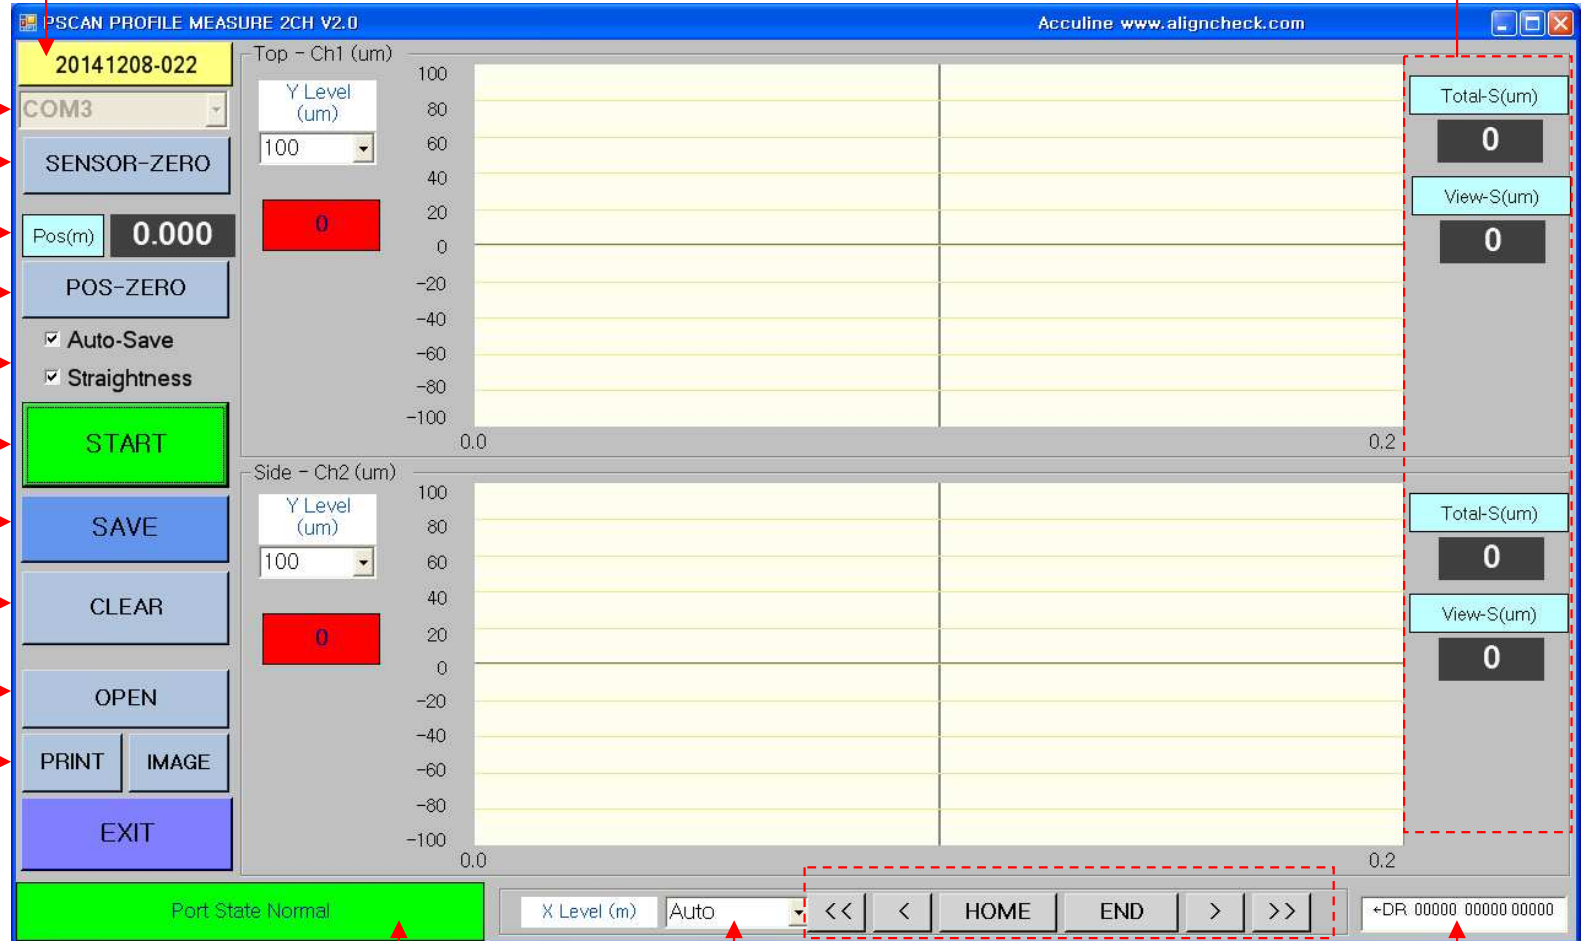 PSCAN PROFILE MEASURE 2CH V2.0
Acculine www.aligncheck.com
20141208-022
COM3
SENSOR-ZERO
Pos(m)
0.000
POS-ZERO
Auto-Save
Straightness
START
SAVE
CLEAR
OPEN
PRINT
IMAGE
EXIT
Top - Ch1 (um)
Y Level
(um)
100
0
100
80
60
40
20
0
-20
-40
-60
-80
-100
0.0
0.2
Total-S(um)
0
View-S(um)
0
Side - Ch2 (um)
Y Level
(um)
100
0
100
80
60
40
20
0
-20
-40
-60
-80
-100
0.0
0.2
Total-S(um)
0
View-S(um)
0
Port State Normal
X Level (m)
Auto
<<
<
HOME
END
>
>>
←DR 00000 00000 00000